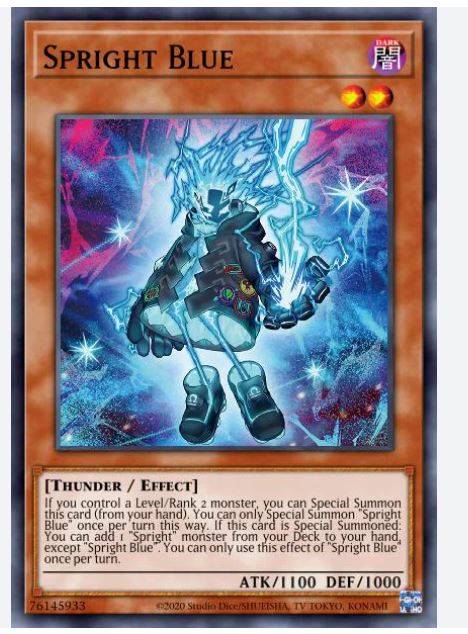 SPRIGHT BLUE
DARK
闇
[THUNDER / EFFECT]
If you control a Level/Rank 2 monster, you can Special Summon
this card (from your hand). You can only Special Summon "Spright
Blue" once per turn this way. If this card is Special Summoned:
You can add 1 "Spright" monster from your Deck to your hand,
except "Spright Blue". You can only use this effect of "Spright Blue"
once per turn.
ATK/1100 DEF/1000
76145933
©2020 Studio Dice/SHUEISHA, TV TOKYO, KONAMI